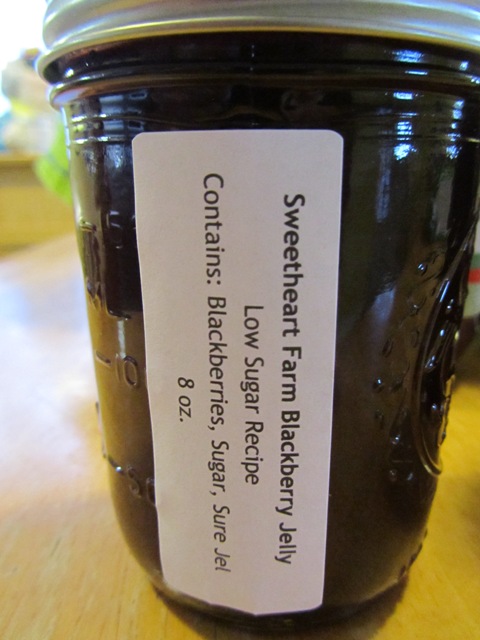 Sweetheart Farm Blackberry Jelly
Low Sugar Recipe
Contains: Blackberries, Sugar, Sure Jel
8 oz.